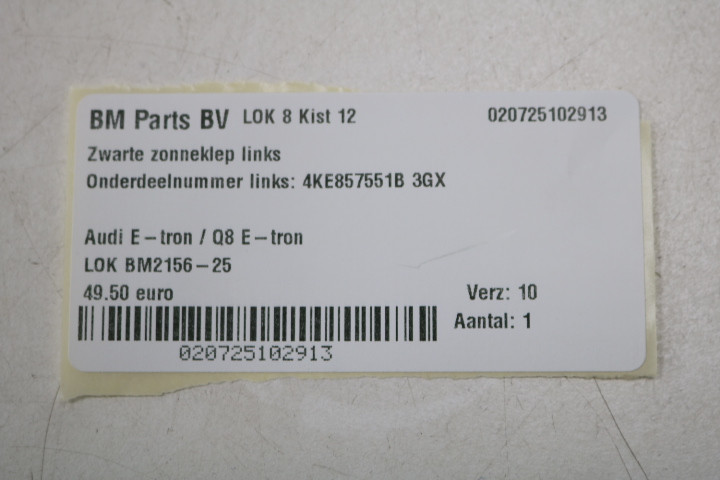 BM Parts BV LOK 8 Kist 12 020725102913
Zwarte zonneklep links
Onderdeelnummer links: 4KE857551B 3GX
Audi E-tron / Q8 E-tron
LOK BM2156-25
49.50 euro Verz: 10
Aantal: 1
020725102913